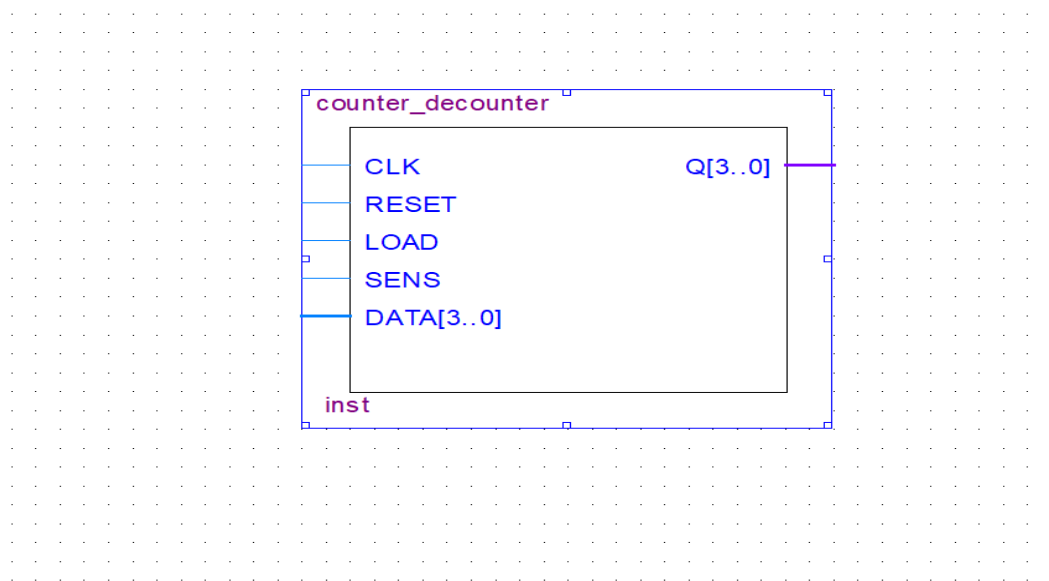 counter_decounter
CLK
Q[3..0]
RESET
LOAD
SENS
DATA[3..0]
inst